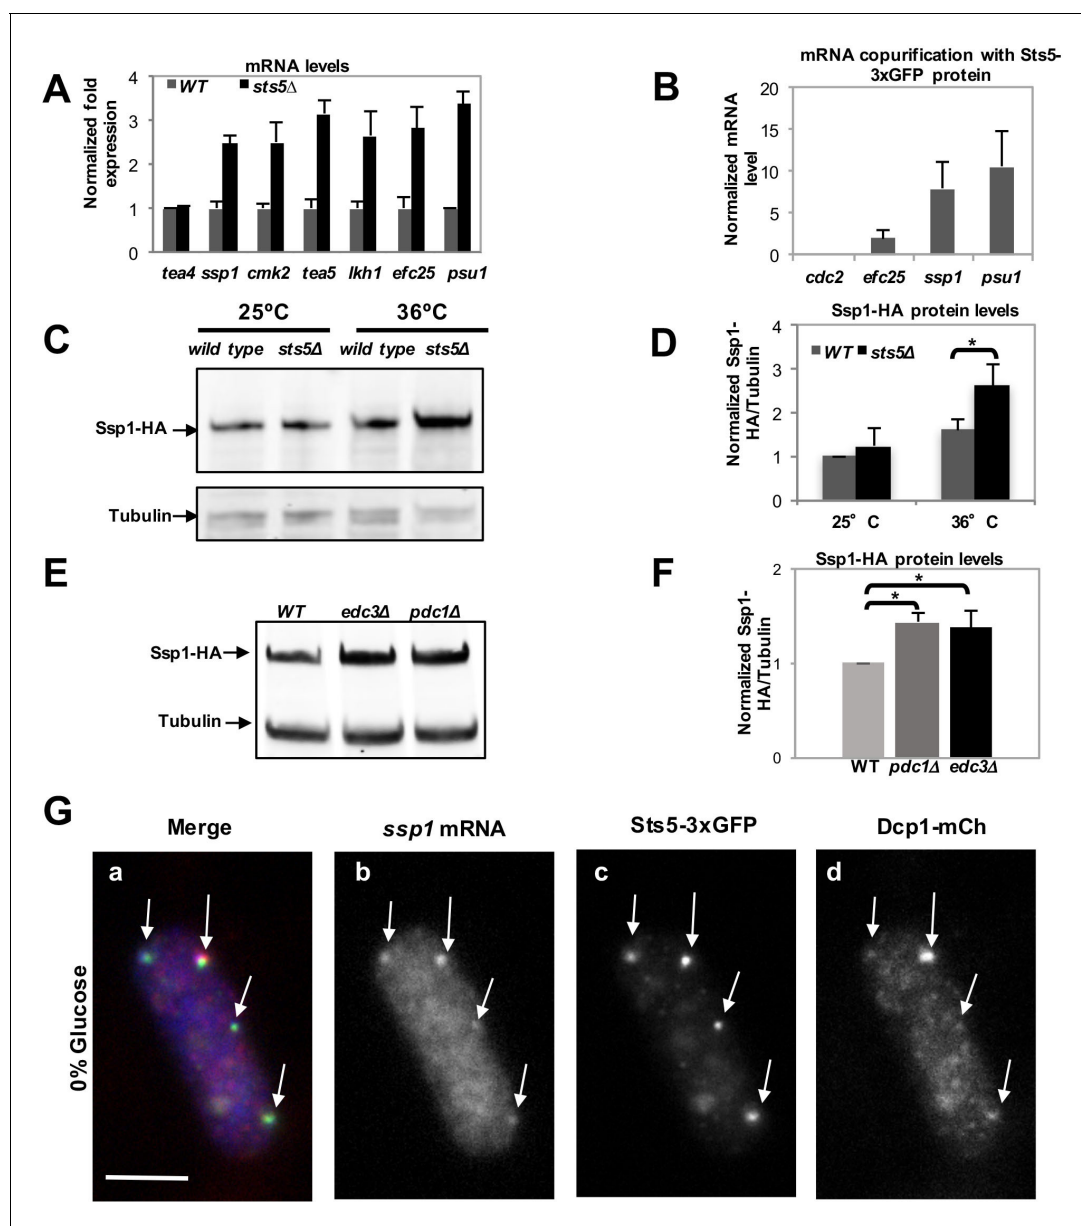 A
mRNA levels
WT sts5Δ
Normalized fold
expression
4
3
2
1
0
tea4 ssp1 cmk2 tea5 lkh1 efc25 psu1
B
mRNA copurification with Sts5-
3xGFP protein
Normalized mRNA
level
20
15
10
5
0
cdc2 efc25 ssp1 psu1
C
25ºC 36ºC
wild type sts5Δ wild type sts5Δ
Ssp1-HA
Tubulin
D
Ssp1-HA protein levels
WT sts5Δ
*
Normalized Ssp1-
HA/Tubulin
4
3
2
1
0
25° C 36° C
E
WT edc3Δ pdc1Δ
Ssp1-HA
Tubulin
F
Ssp1-HA protein levels
*
*
Normalized Ssp1-
HA/Tubulin
2
1
0
WT pdc1Δ edc3Δ
G
Merge ssp1 mRNA Sts5-3xGFP Dcp1-mCh
a b c d
0% Glucose